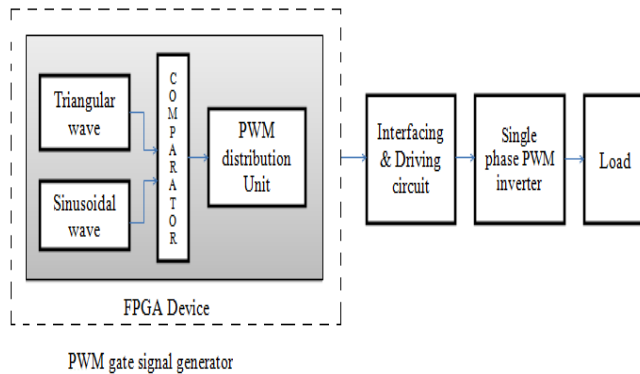 Triangular
wave
Sinusoidal
wave
COMPARATOR
PWM
distribution
Unit
FPGA Device
PWM gate signal generator
Interfacing
& Driving
circuit
Single
phase PWM
inverter
Load